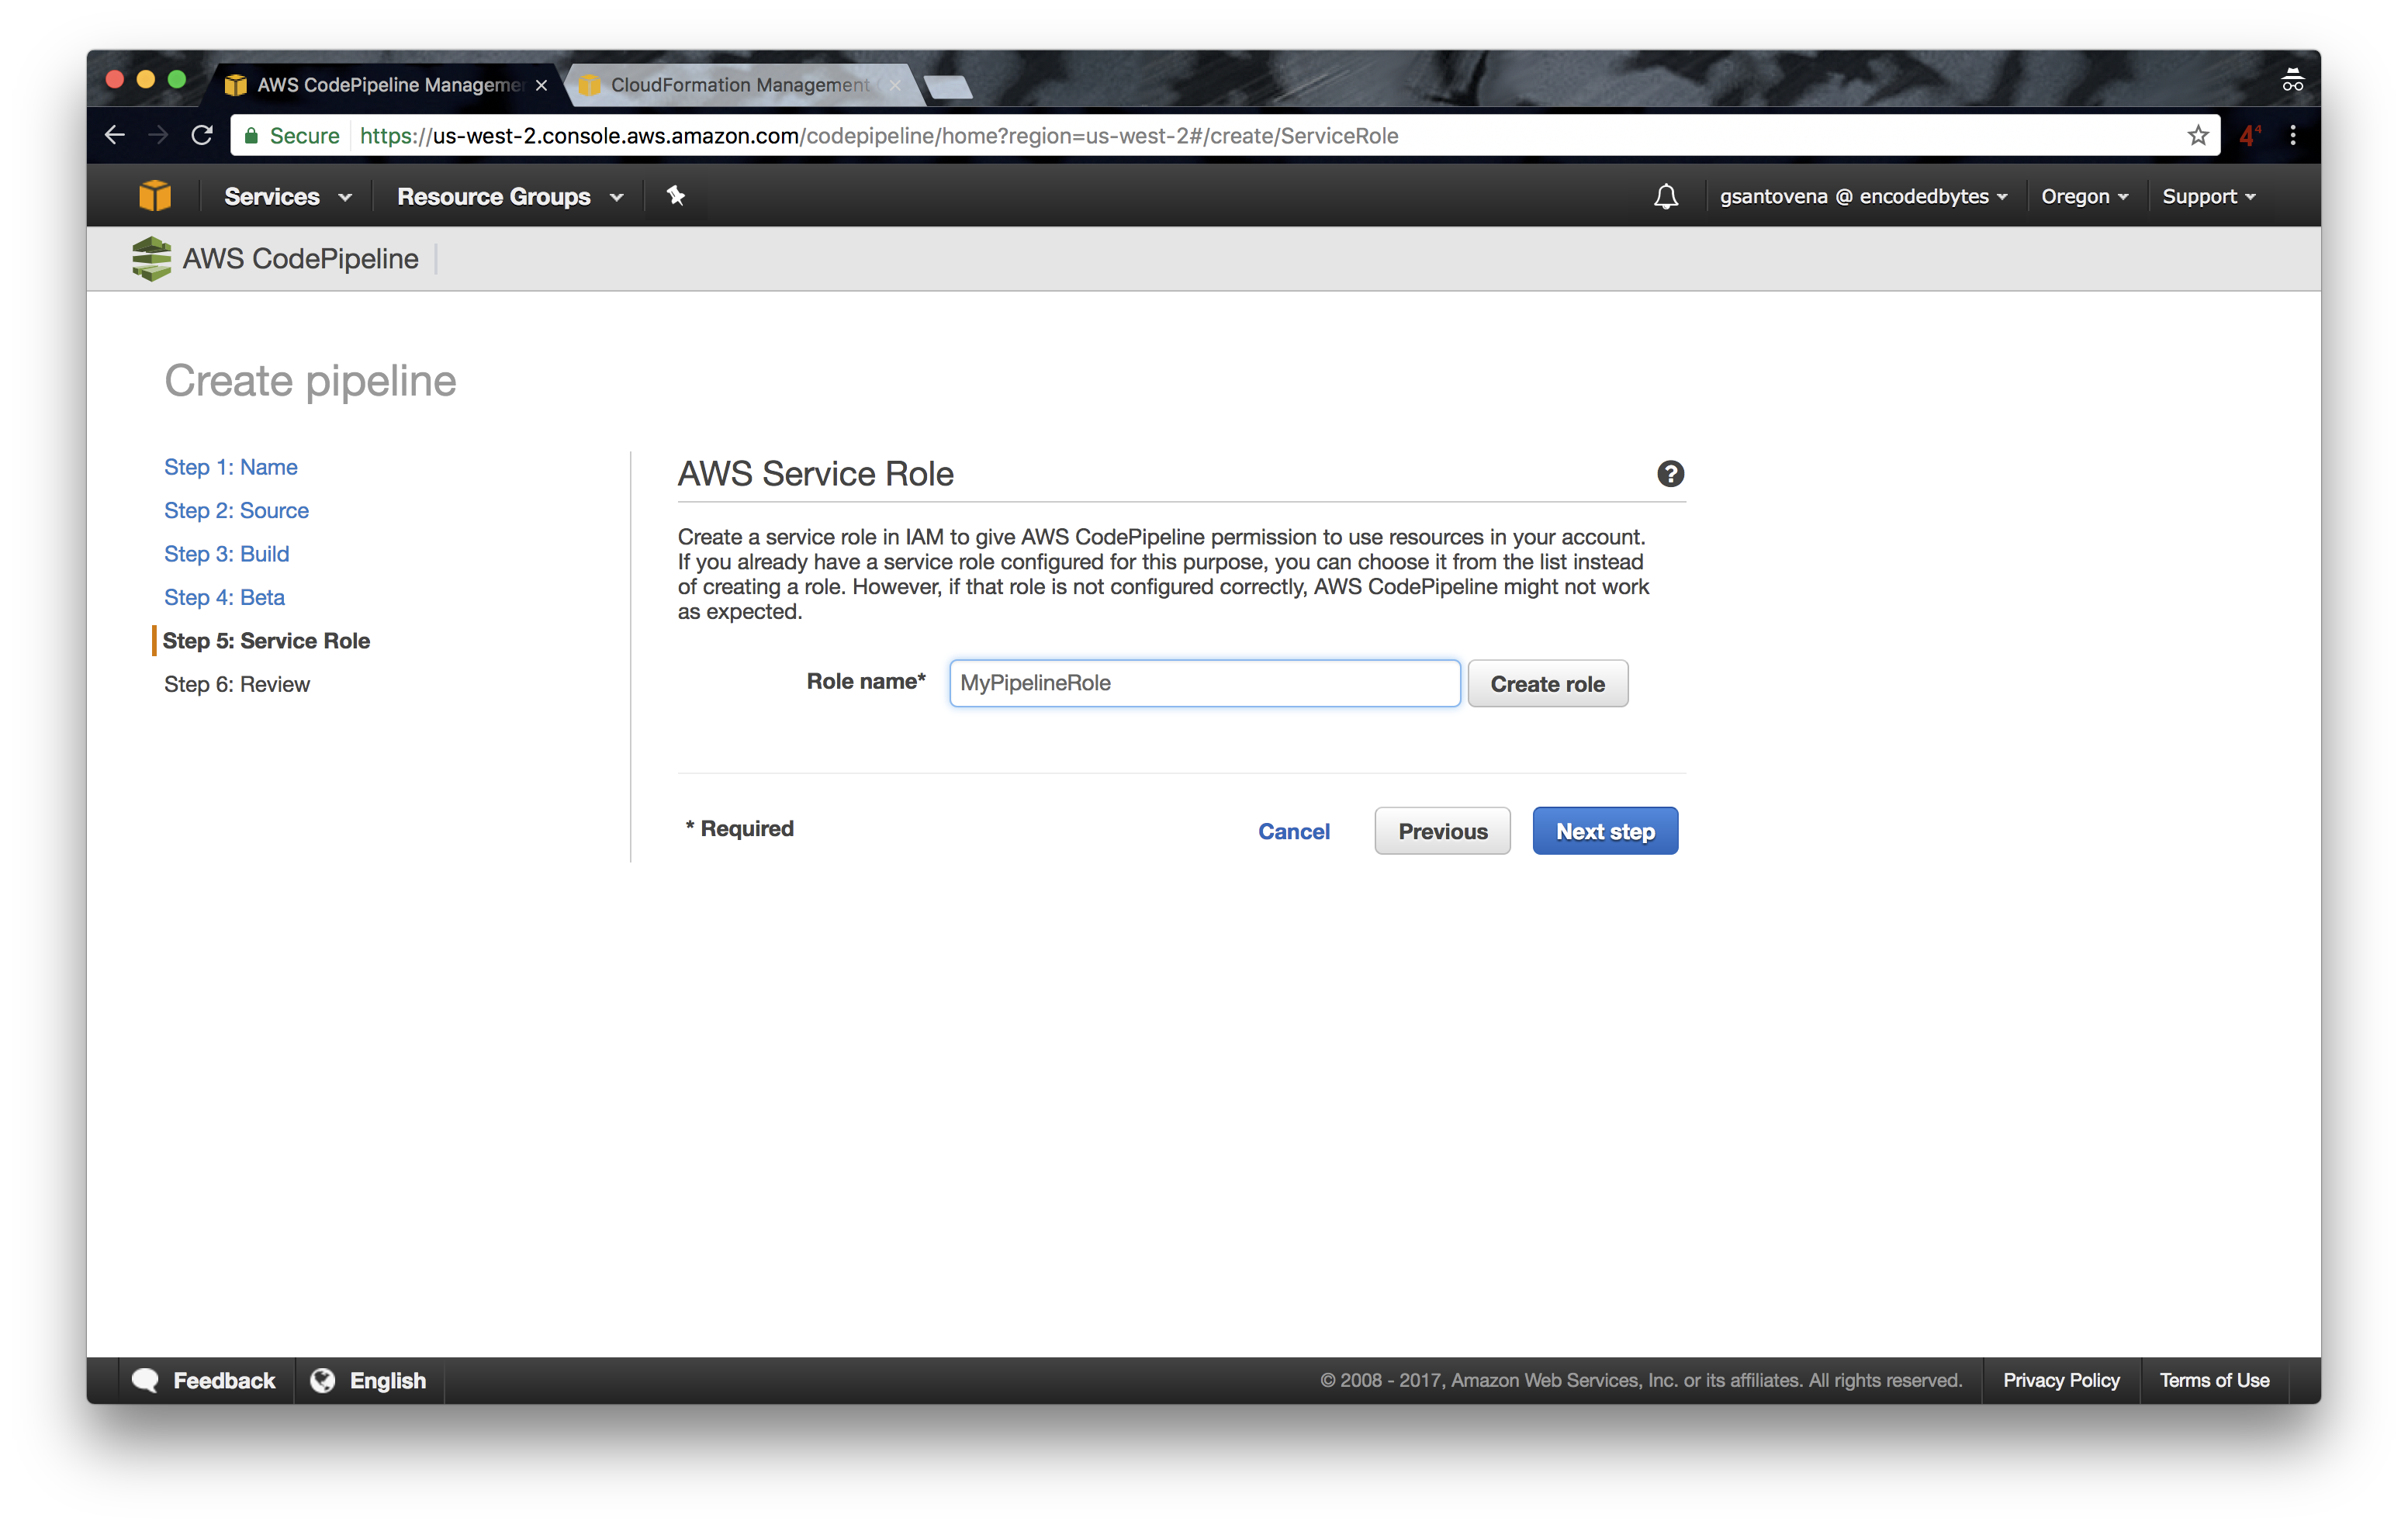 AWS CodePipeline Manageme
CloudFormation Management
Secure
https://us-west-2.console.aws.amazon.com/codepipeline/home?region=us-west-2#/create/ServiceRole
4⁴
Services
Resource Groups
gsantovena @ encodedbytes
Oregon
Support
AWS CodePipeline
Create pipeline
Step 1: Name
Step 2: Source
Step 3: Build
Step 4: Beta
Step 5: Service Role
Step 6: Review
AWS Service Role
?
Create a service role in IAM to give AWS CodePipeline permission to use resources in your account.
If you already have a service role configured for this purpose, you can choose it from the list instead
of creating a role. However, if that role is not configured correctly, AWS CodePipeline might not work
as expected.
Role name*
MyPipelineRole
Create role
* Required
Cancel
Previous
Next step
Feedback
English
© 2008 - 2017, Amazon Web Services, Inc. or its affiliates. All rights reserved.
Privacy Policy
Terms of Use